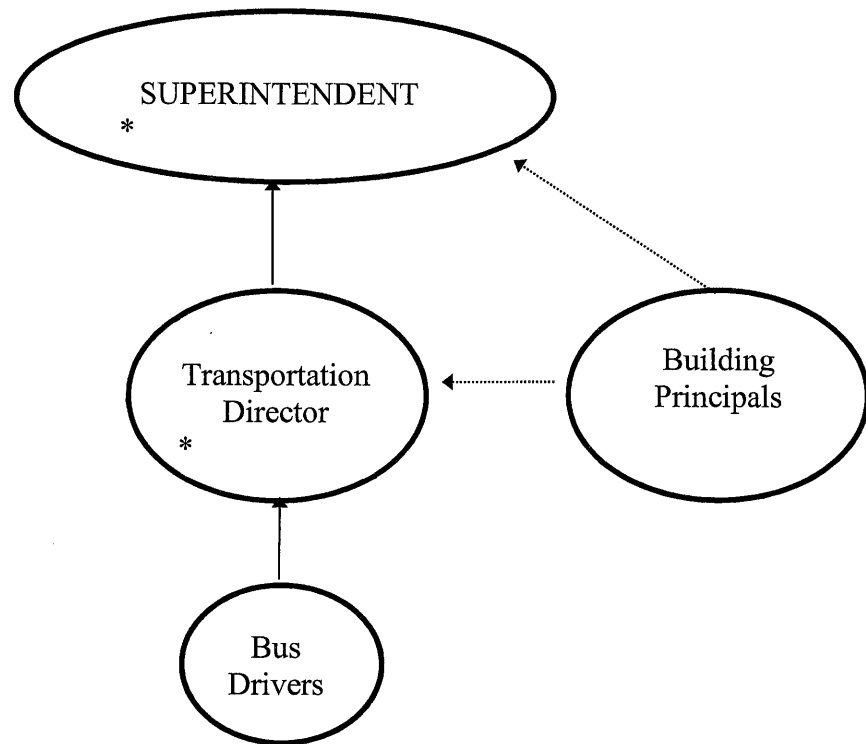 SUPERINTENDENT
*
Transportation
Director
*
Building
Principals
Bus
Drivers